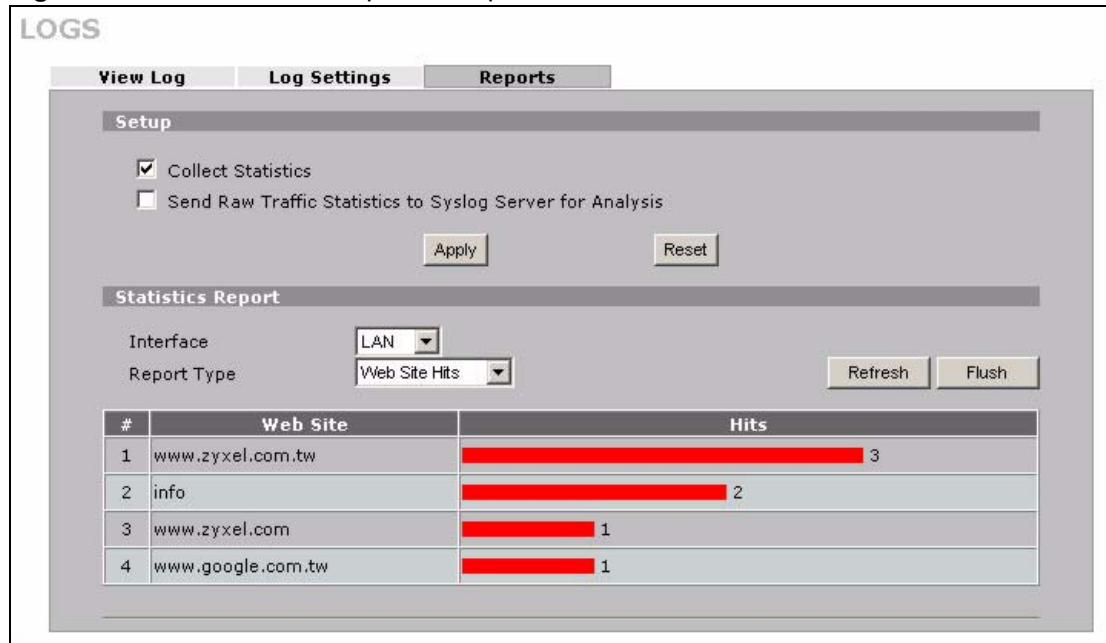 LOGS
View Log Log Settings Reports
Setup
Collect Statistics
Send Raw Traffic Statistics to Syslog Server for Analysis
Apply Reset
Statistics Report
Interface LAN
Report Type Web Site Hits Refresh Flush
# Web Site Hits
1 www.zyxel.com.tw 3
2 info 2
3 www.zyxel.com 1
4 www.google.com.tw 1